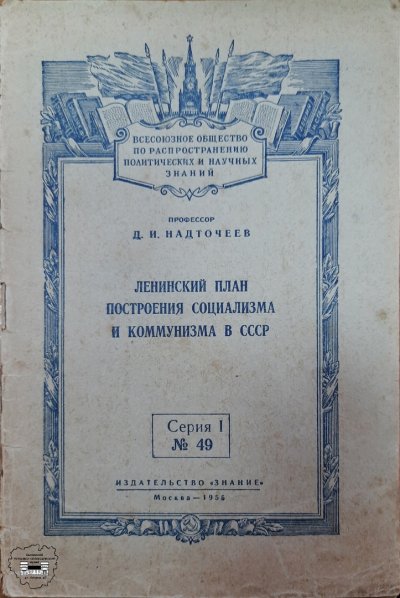 ВСЕСОЮЗНОЕ ОБЩЕСТВО
ПО РАСПРОСТРАНЕНИЮ
ПОЛИТИЧЕСКИХ И НАУЧНЫХ
ЗНАНИЙ
ПРОФЕССОР
Д. И. НАДТОЧЕЕВ
ЛЕНИНСКИЙ ПЛАН
ПОСТРОЕНИЯ СОЦИАЛИЗМА
И КОММУНИЗМА В СССР
Серия I
№ 49
ИЗДАТЕЛЬСТВО «ЗНАНИЕ»
Москва — 1955